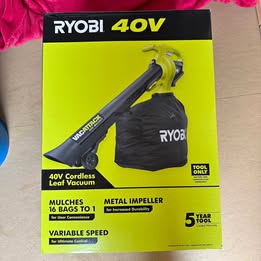 RYOBI 40V
VACATTACK
RYOBI
40V Cordless
Leaf Vacuum
TOOL
ONLY
MULCHES
16 BAGS TO 1
for User Convenience
METAL IMPELLER
for Increased Durability
VARIABLE SPEED
for Ultimate Control
5 YEAR
TOOL